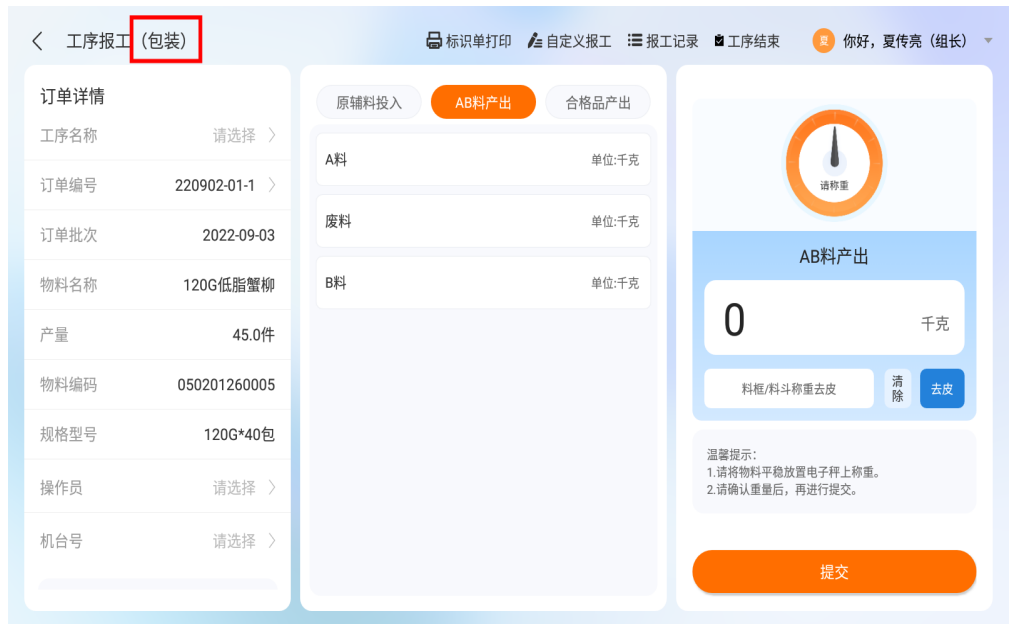 工序报工（包装）
标识单打印
自定义报工
报工记录
工序结束
夏
你好，夏传亮（组长）
订单详情
工序名称 请选择
订单编号 220902-01-1
订单批次 2022-09-03
物料名称 120G低脂蟹柳
产量 45.0件
物料编码 050201260005
规格型号 120G*40包
操作员 请选择
机台号 请选择
原辅料投入
AB料产出
合格品产出
A料 单位:千克
废料 单位:千克
B料 单位:千克
请称重
AB料产出
0 千克
料框/料斗称重去皮
清
除
去皮
温馨提示：
1.请将物料平稳放置电子秤上称重。
2.请确认重量后，再进行提交。
提交